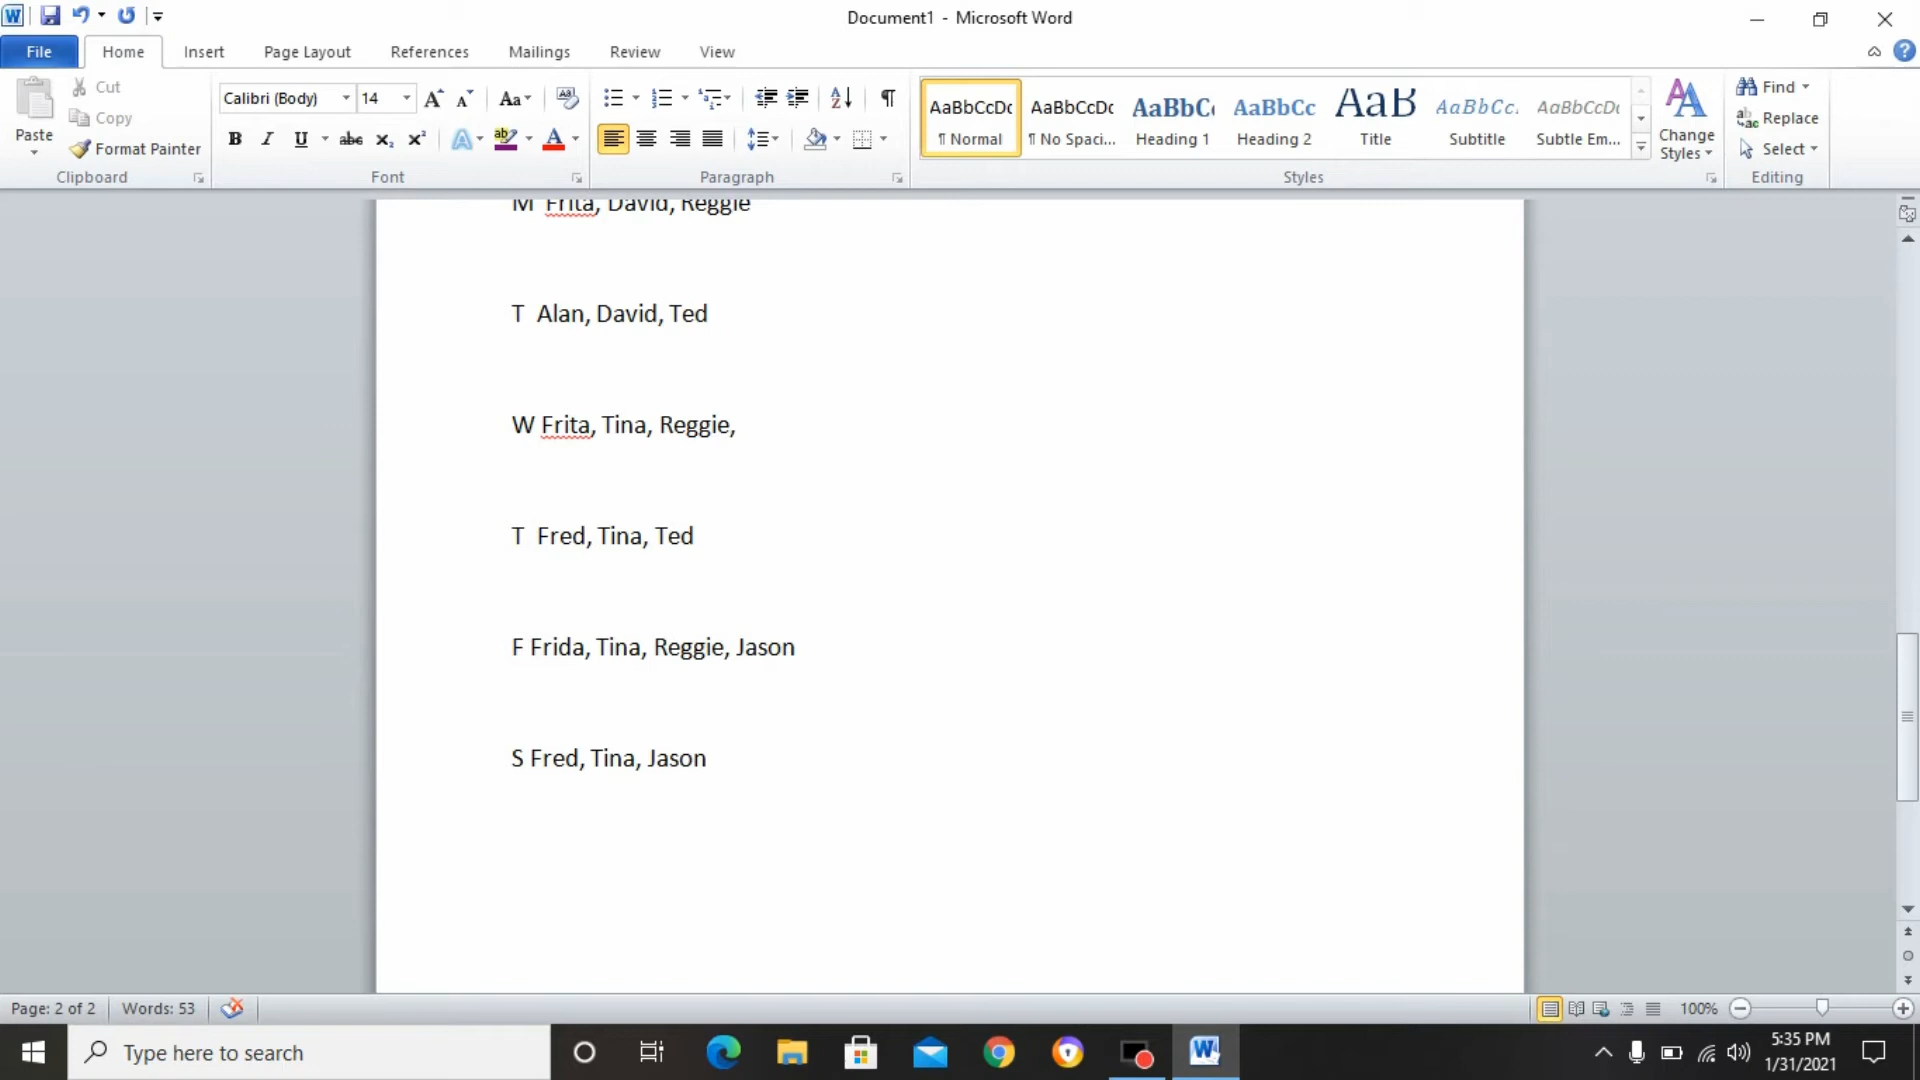 Document1 - Microsoft Word
File Home Insert Page Layout References Mailings Review View
Paste
Cut
Copy
Format Painter
Clipboard
Calibri (Body) 14
Font
Paragraph
AaBbCcDc AaBbCcDc AaBbC AaBbCc AaB AaBbCc. AaBbCcDc
¶ Normal ¶ No Spaci... Heading 1 Heading 2 Title Subtitle Subtle Em...
Styles
Change Styles
Find
Replace
Select
Editing
M Frita, David, Reggie
T Alan, David, Ted
W Frita, Tina, Reggie,
T Fred, Tina, Ted
F Frida, Tina, Reggie, Jason
S Fred, Tina, Jason
Page: 2 of 2 Words: 53 100%
Type here to search
5:35 PM
1/31/2021